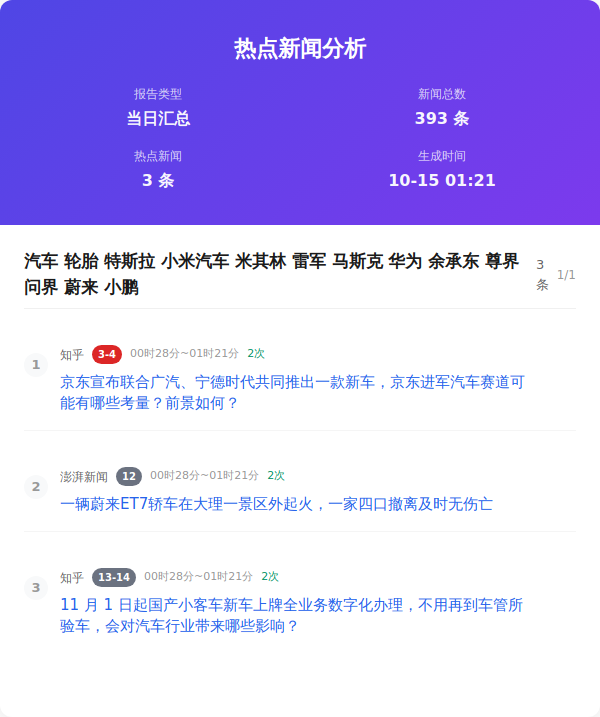 热点新闻分析
报告类型
当日汇总
新闻总数
393 条
热点新闻
3 条
生成时间
10-15 01:21
汽车 轮胎 特斯拉 小米汽车 米其林 雷军 马斯克 华为 余承东 尊界
问界 蔚来 小鹏
3
条
1/1
1
知乎 3-4 00时28分~01时21分 2次
京东宣布联合广汽、宁德时代共同推出一款新车，京东进军汽车赛道可
能有哪些考量？前景如何？
2
澎湃新闻 12 00时28分~01时21分 2次
一辆蔚来ET7轿车在大理一景区外起火，一家四口撤离及时无伤亡
3
知乎 13-14 00时28分~01时21分 2次
11 月 1 日起国产小客车新车上牌全业务数字化办理，不用再到车管所
验车，会对汽车行业带来哪些影响？